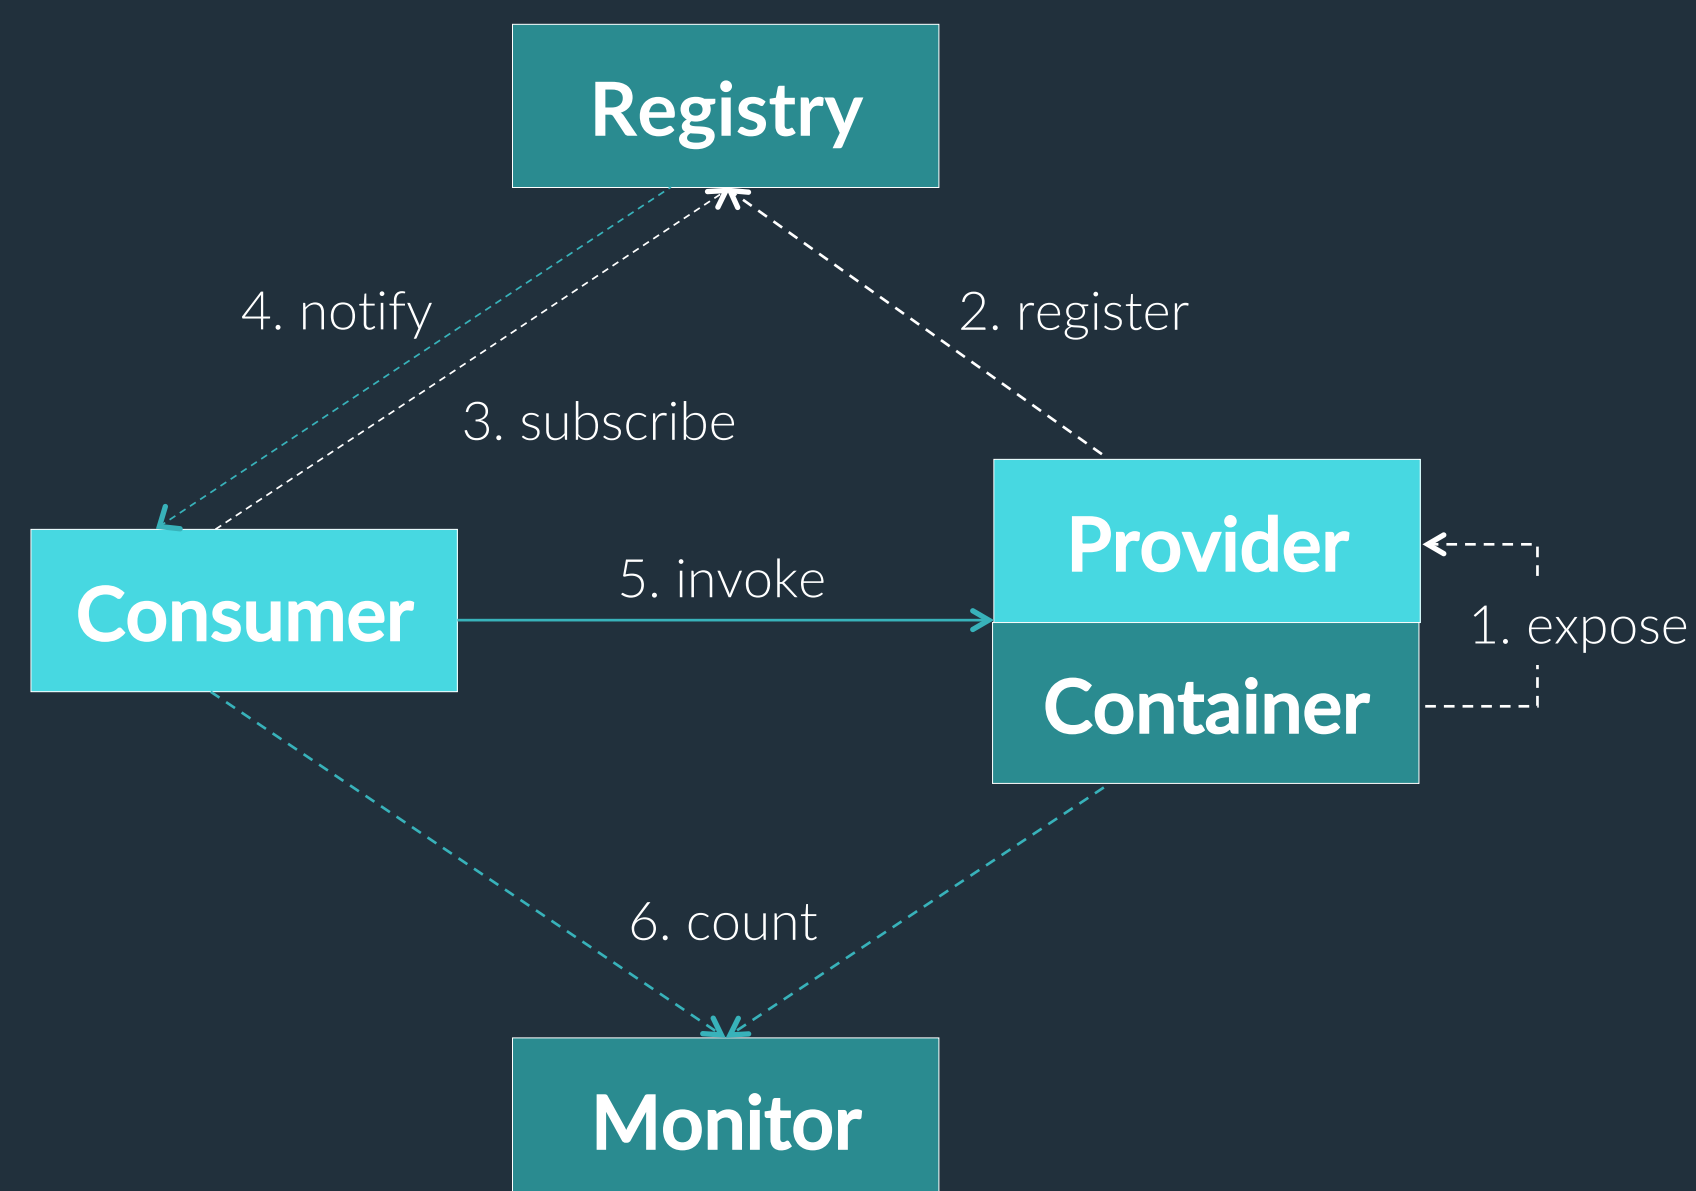 Registry
4. notify
2. register
3. subscribe
Provider
5. invoke
Consumer
1. expose
Container
6. count
Monitor